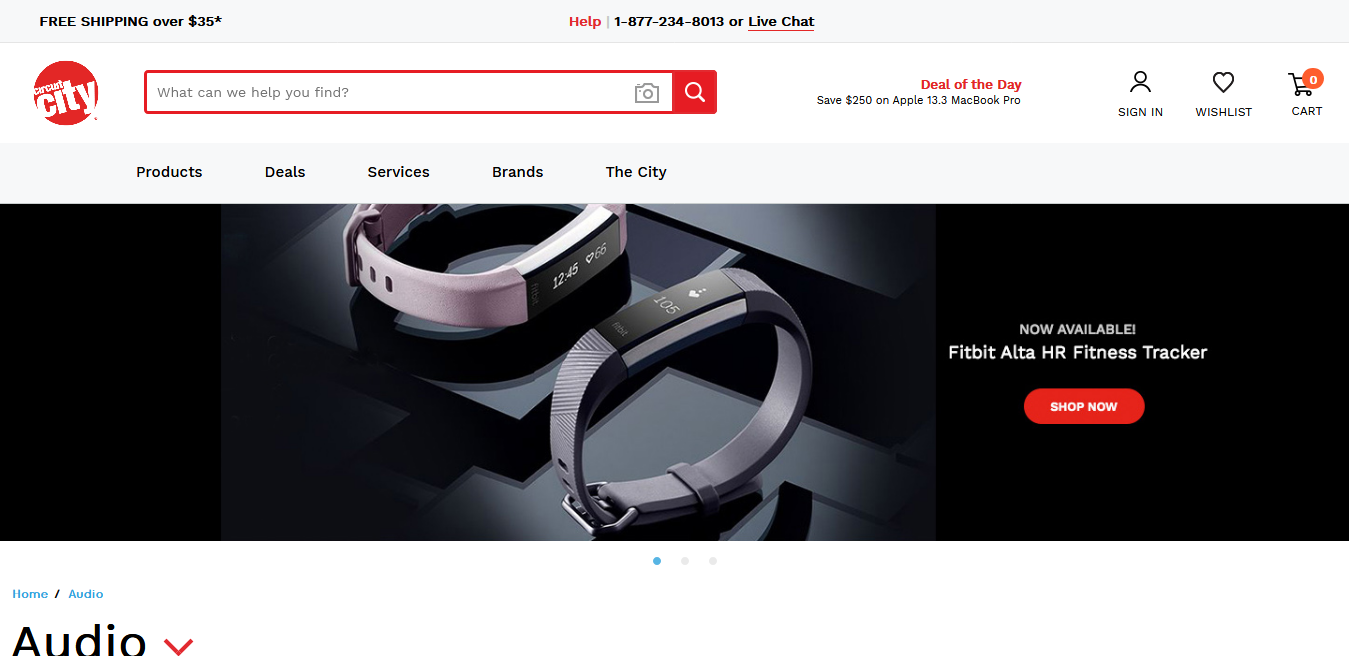 FREE SHIPPING over $35*
Help | 1-877-234-8013 or Live Chat
circuit
city
What can we help you find?
Deal of the Day
Save $250 on Apple 13.3 MacBook Pro
SIGN IN
WISHLIST
0
CART
Products
Deals
Services
Brands
The City
12:45 66
fitbit
105
fitbit
NOW AVAILABLE!
Fitbit Alta HR Fitness Tracker
SHOP NOW
Home / Audio
Audio